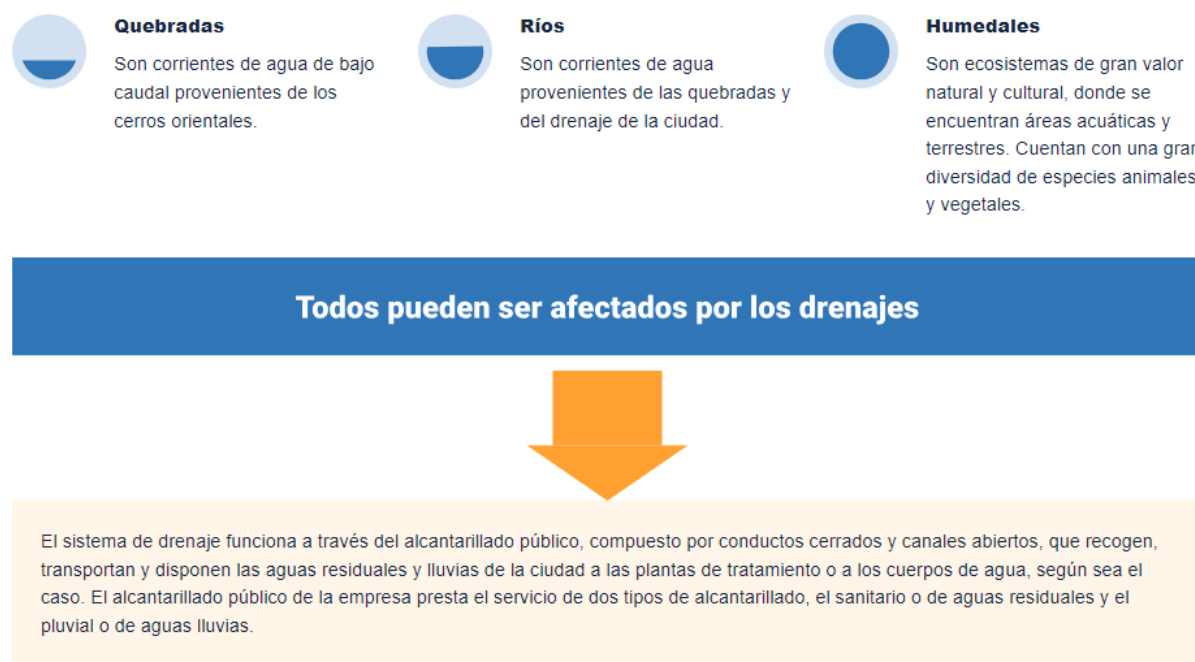 Quebradas
Son corrientes de agua de bajo
caudal provenientes de los
cerros orientales.
Ríos
Son corrientes de agua
provenientes de las quebradas y
del drenaje de la ciudad.
Humedales
Son ecosistemas de gran valor
natural y cultural, donde se
encuentran áreas acuáticas y
terrestres. Cuentan con una gran
diversidad de especies animales
y vegetales.
Todos pueden ser afectados por los drenajes
El sistema de drenaje funciona a través del alcantarillado público, compuesto por conductos cerrados y canales abiertos, que recogen,
transportan y disponen las aguas residuales y lluvias de la ciudad a las plantas de tratamiento o a los cuerpos de agua, según sea el
caso. El alcantarillado público de la empresa presta el servicio de dos tipos de alcantarillado, el sanitario o de aguas residuales y el
pluvial o de aguas lluvias.